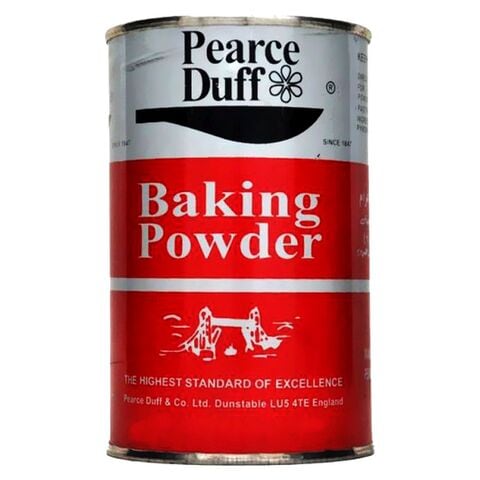 Pearce
Duff
®
SINCE 1847
Baking
Powder
THE HIGHEST STANDARD OF EXCELLENCE
Pearce Duff & Co. Ltd. Dunstable LU5 4TE England